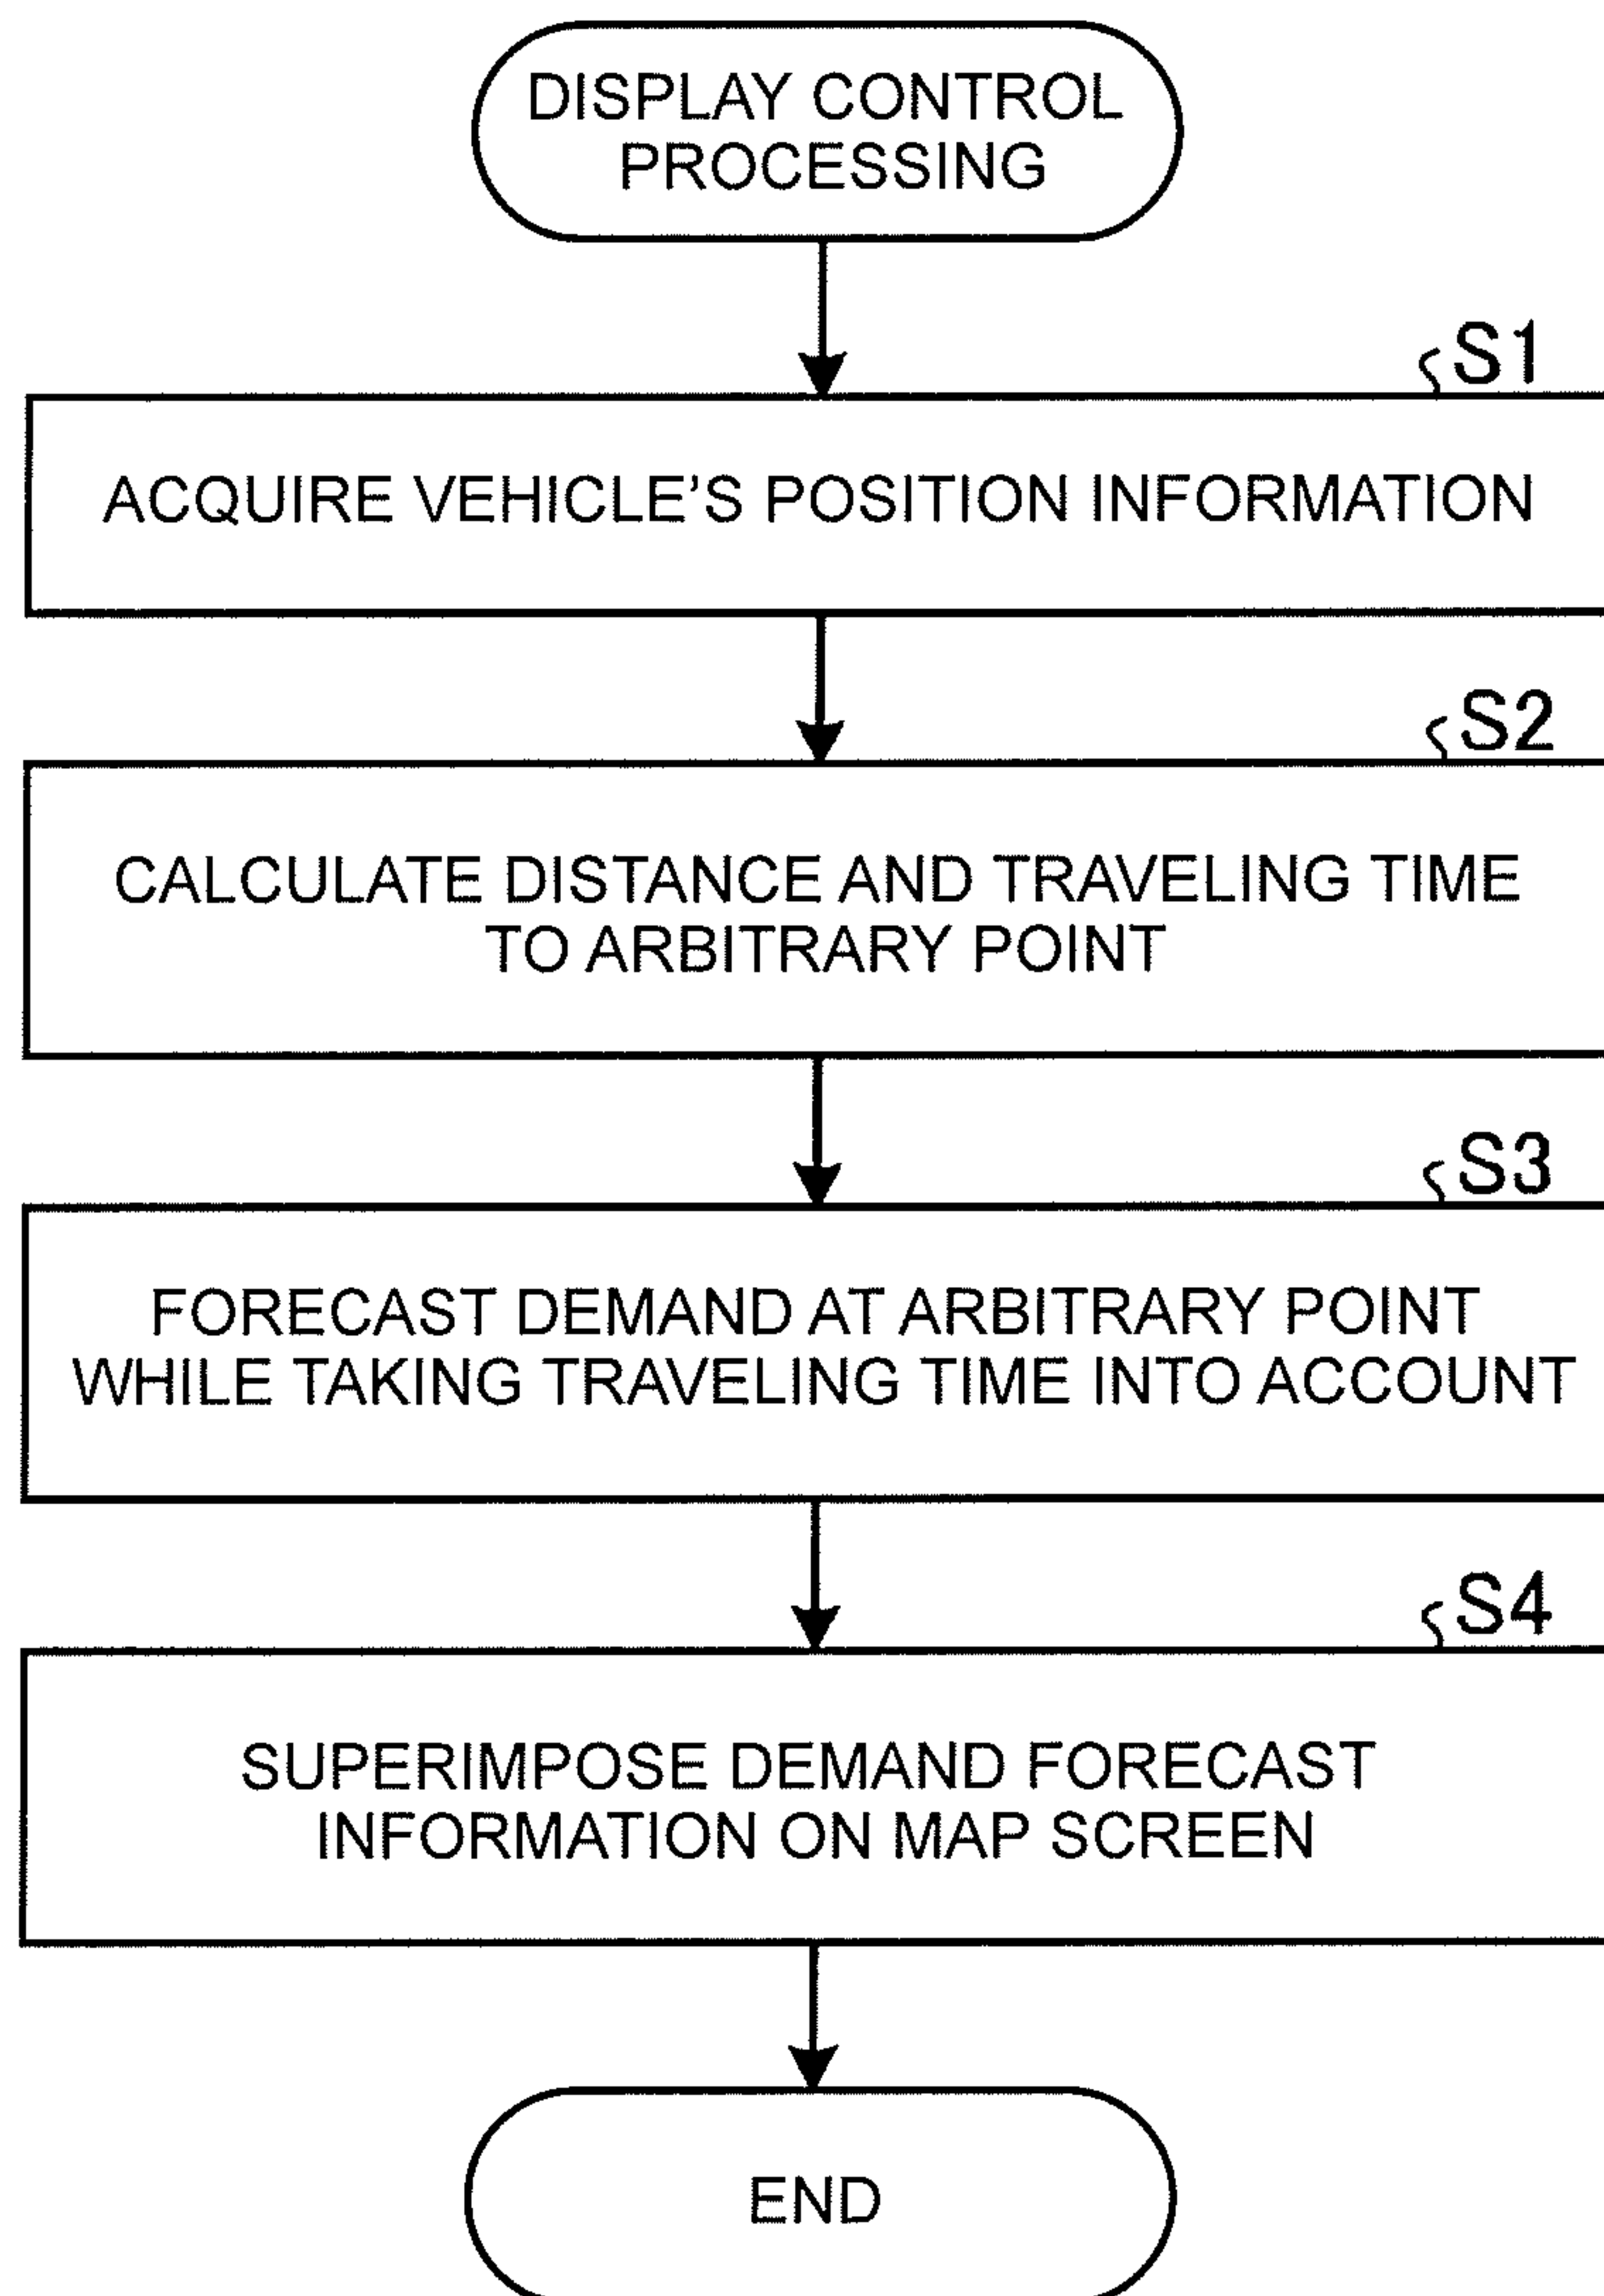 DISPLAY CONTROL
PROCESSING
S1
ACQUIRE VEHICLE’S POSITION INFORMATION
S2
CALCULATE DISTANCE AND TRAVELING TIME
TO ARBITRARY POINT
S3
FORECAST DEMAND AT ARBITRARY POINT
WHILE TAKING TRAVELING TIME INTO ACCOUNT
S4
SUPERIMPOSE DEMAND FORECAST
INFORMATION ON MAP SCREEN
END